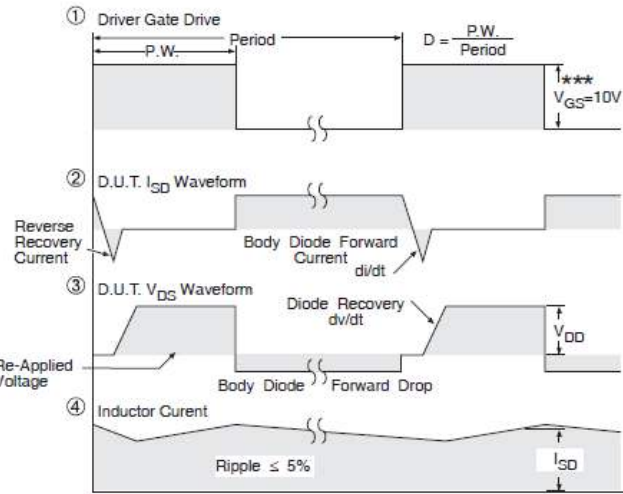 ① Driver Gate Drive
P.W.
Period
D = P.W.
Period
***
VGS=10V
② D.U.T. ISD Waveform
Reverse
Recovery
Current
Body Diode Forward
Current
di/dt
③ D.U.T. VDS Waveform
Diode Recovery
dv/dt
VDD
Re-Applied
Voltage
Body Diode Forward Drop
④ Inductor Curent
Ripple ≤ 5%
ISD